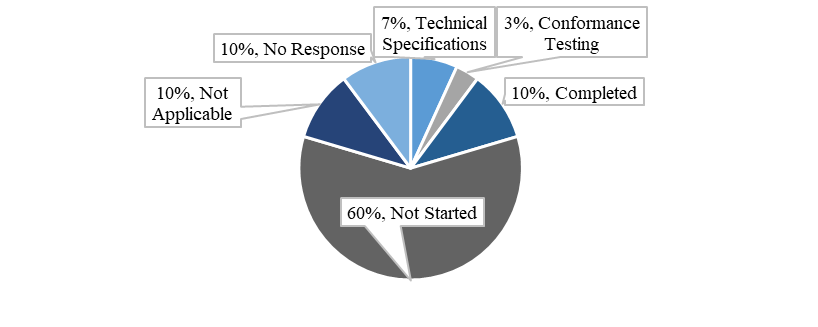 7%, Technical
Specifications
3%, Conformance
Testing
10%, No Response
10%, Not
Applicable
10%, Completed
60%, Not Started